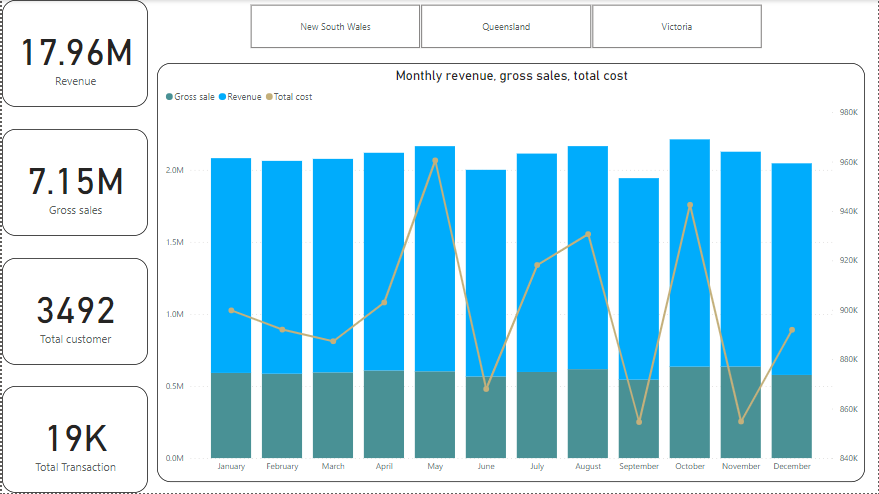 17.96M
Revenue
7.15M
Gross sales
3492
Total customer
19K
Total Transaction
New South Wales
Queensland
Victoria
Monthly revenue, gross sales, total cost
Gross sale Revenue Total cost
2.0M
1.5M
1.0M
0.5M
0.0M
980K
960K
940K
920K
900K
880K
860K
840K
January February March April May June July August September October November December